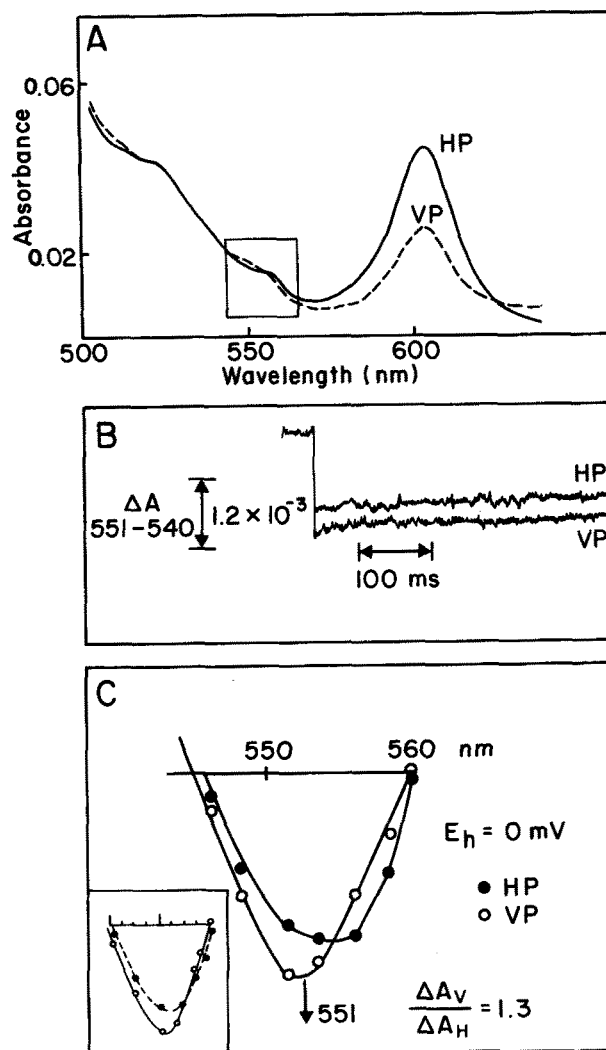 A
0.06
Absorbance
HP
VP
0.02
500
550
600
Wavelength (nm)
B
ΔA
551-540
1.2 × 10⁻³
HP
VP
100 ms
C
550
560
nm
Eₕ = 0 mV
HP
VP
551
ΔAᵥ
ΔA_H
= 1.3